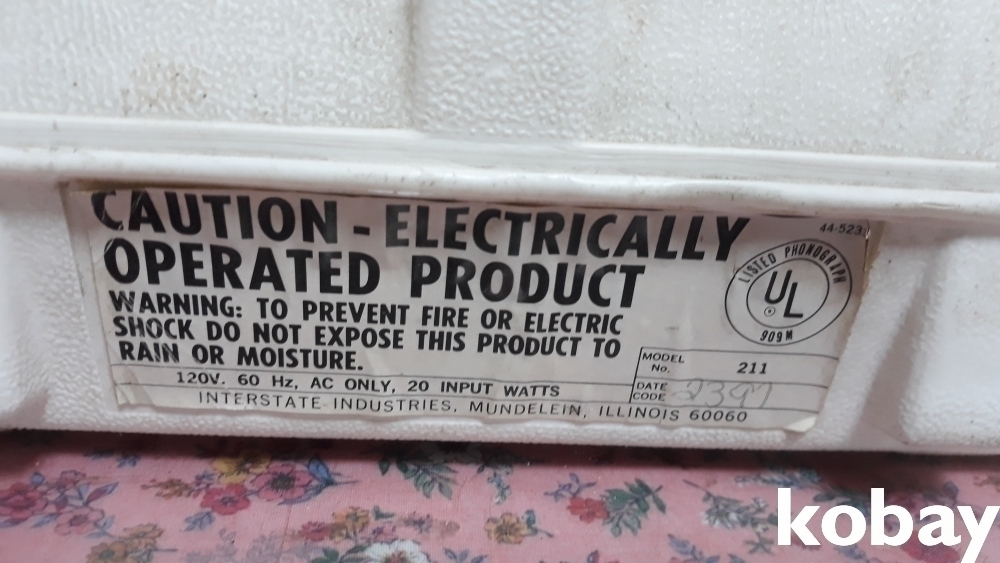 CAUTION - ELECTRICALLY
OPERATED PRODUCT
WARNING: TO PREVENT FIRE OR ELECTRIC
SHOCK DO NOT EXPOSE THIS PRODUCT TO
RAIN OR MOISTURE.
120V. 60 Hz, AC ONLY, 20 INPUT WATTS
INTERSTATE INDUSTRIES, MUNDELEIN, ILLINOIS 60060
44-523
LISTED PHONOGRAPH
UL
909M
MODEL No. 211
DATE CODE
kobay